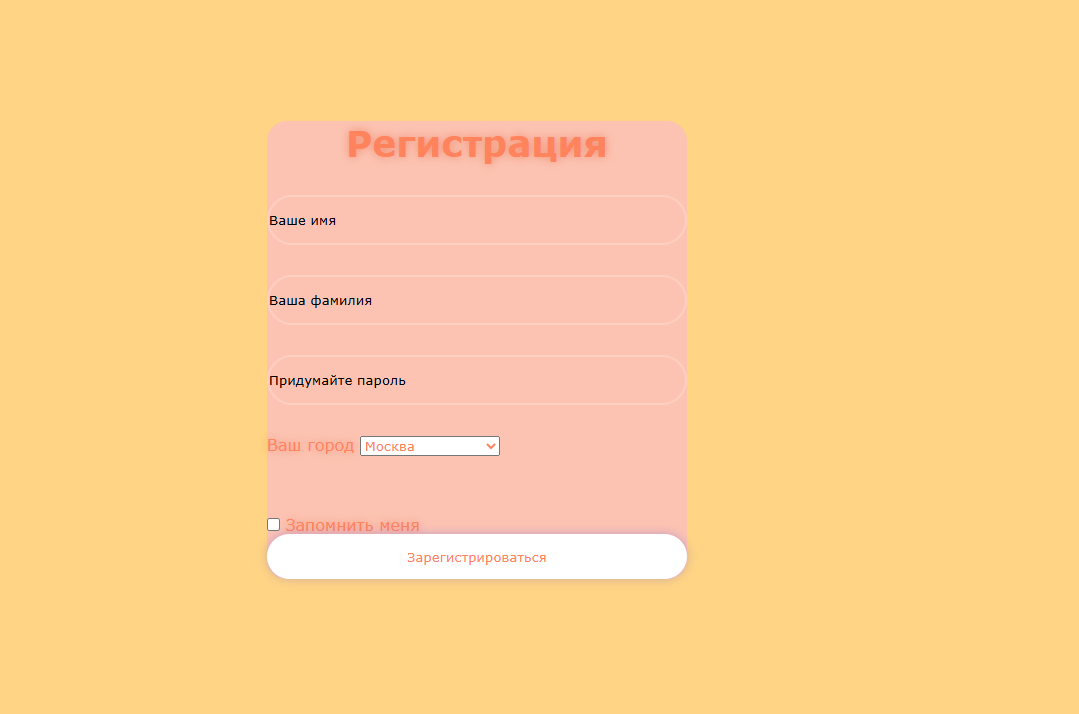 Регистрация
Ваше имя
Ваша фамилия
Придумайте пароль
Ваш город Москва
Запомнить меня
Зарегистрироваться